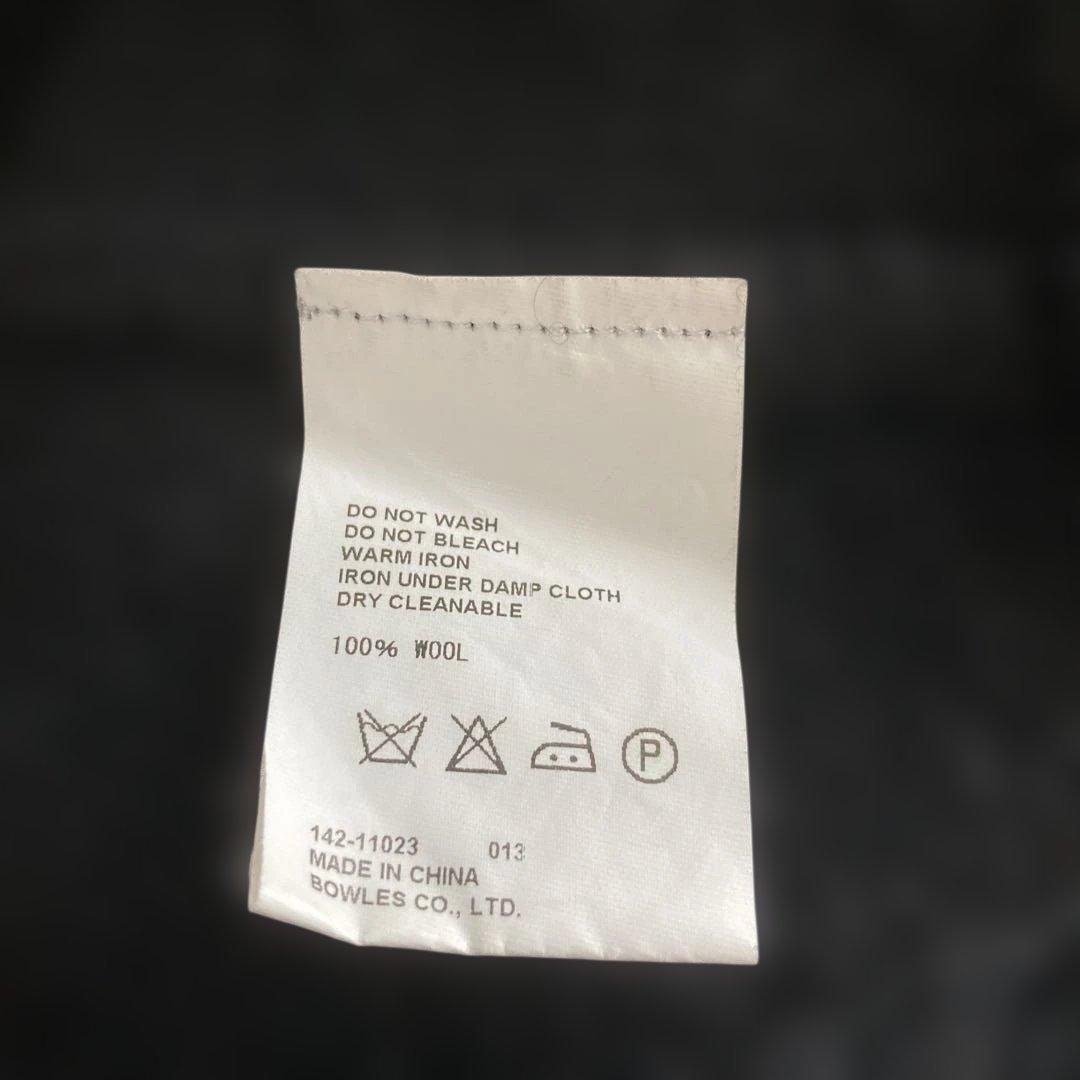 DO NOT WASH
DO NOT BLEACH
WARM IRON
IRON UNDER DAMP CLOTH
DRY CLEANABLE
100% WOOL
P
142-11023 013
MADE IN CHINA
BOWLES CO., LTD.